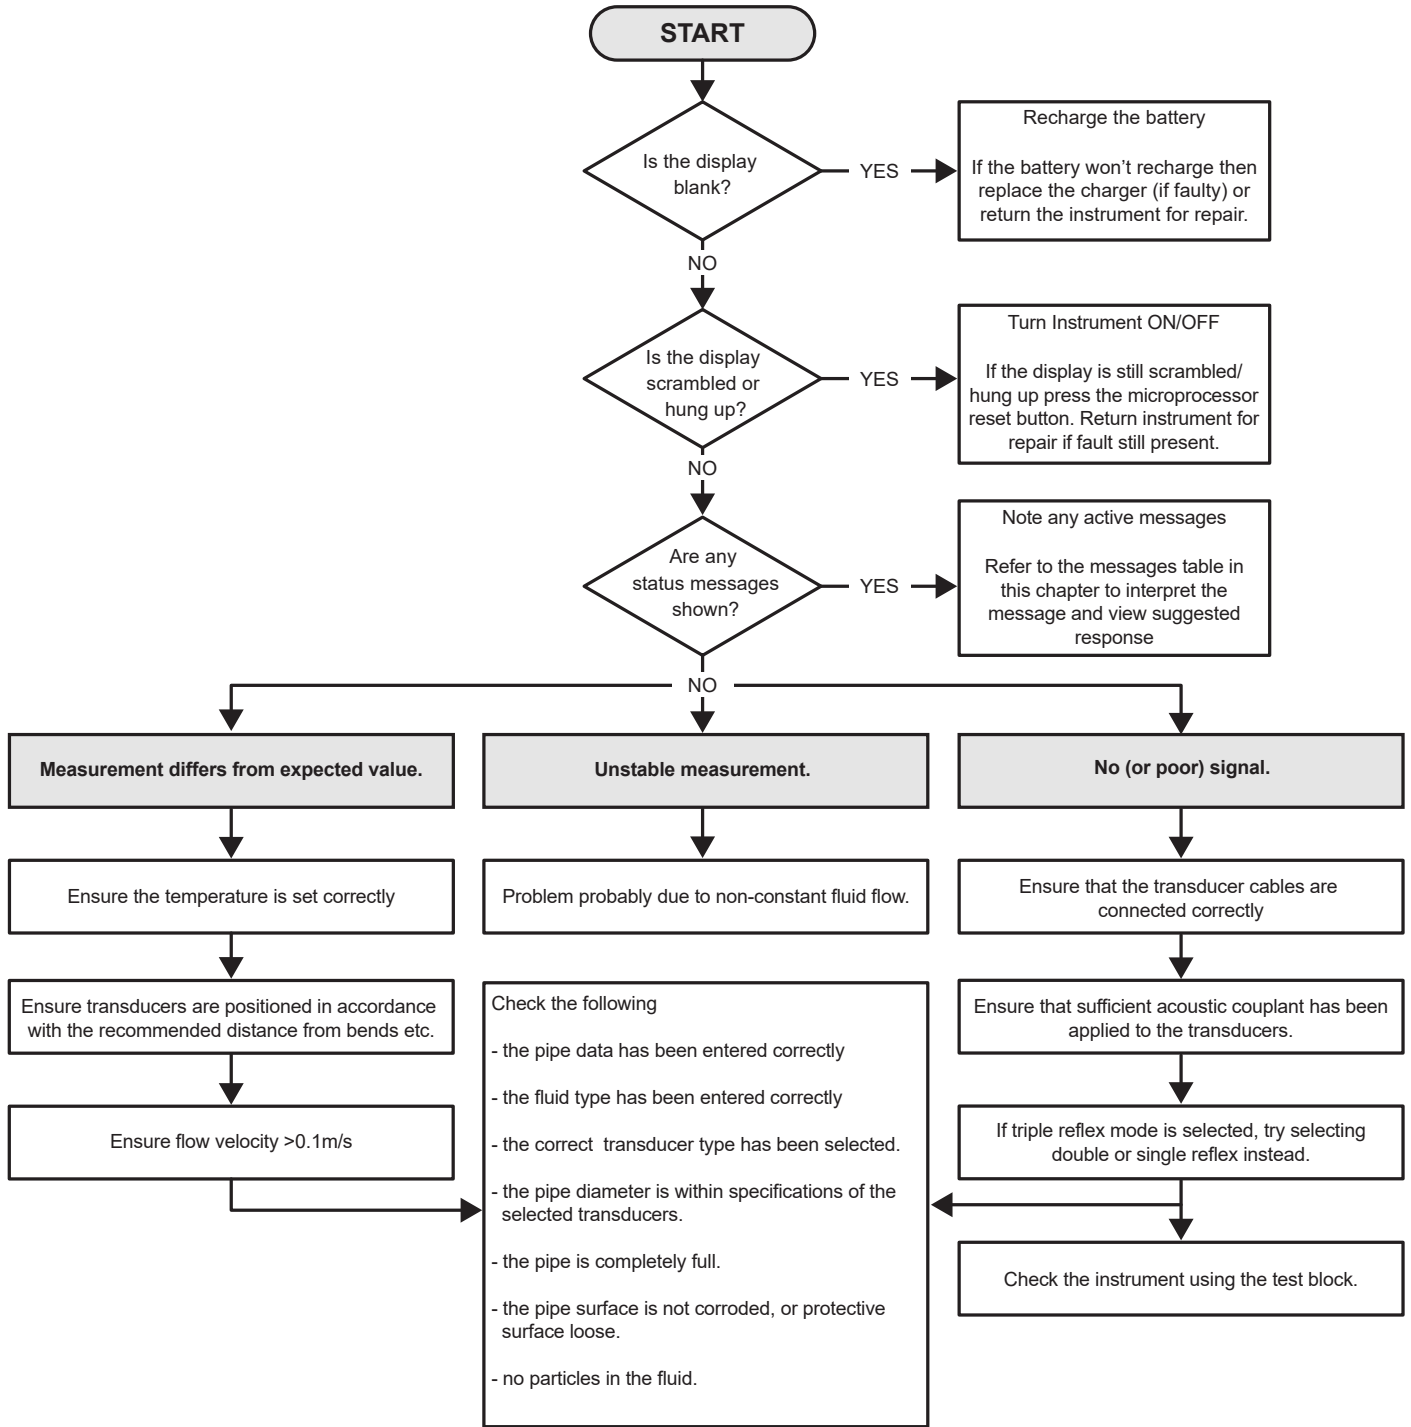 START
Is the display
blank?
YES
Recharge the battery
If the battery won’t recharge then
replace the charger (if faulty) or
return the instrument for repair.
NO
Is the display
scrambled or
hung up?
YES
Turn Instrument ON/OFF
If the display is still scrambled/
hung up press the microprocessor
reset button. Return instrument for
repair if fault still present.
NO
Are any
status messages
shown?
YES
Note any active messages
Refer to the messages table in
this chapter to interpret the
message and view suggested
response
NO
Measurement differs from expected value.
Ensure the temperature is set correctly
Ensure transducers are positioned in accordance
with the recommended distance from bends etc.
Ensure flow velocity >0.1m/s
Unstable measurement.
Problem probably due to non-constant fluid flow.
Check the following
- the pipe data has been entered correctly
- the fluid type has been entered correctly
- the correct  transducer type has been selected.
- the pipe diameter is within specifications of the
selected transducers.
- the pipe is completely full.
- the pipe surface is not corroded, or protective
surface loose.
- no particles in the fluid.
No (or poor) signal.
Ensure that the transducer cables are
connected correctly
Ensure that sufficient acoustic couplant has been
applied to the transducers.
If triple reflex mode is selected, try selecting
double or single reflex instead.
Check the instrument using the test block.